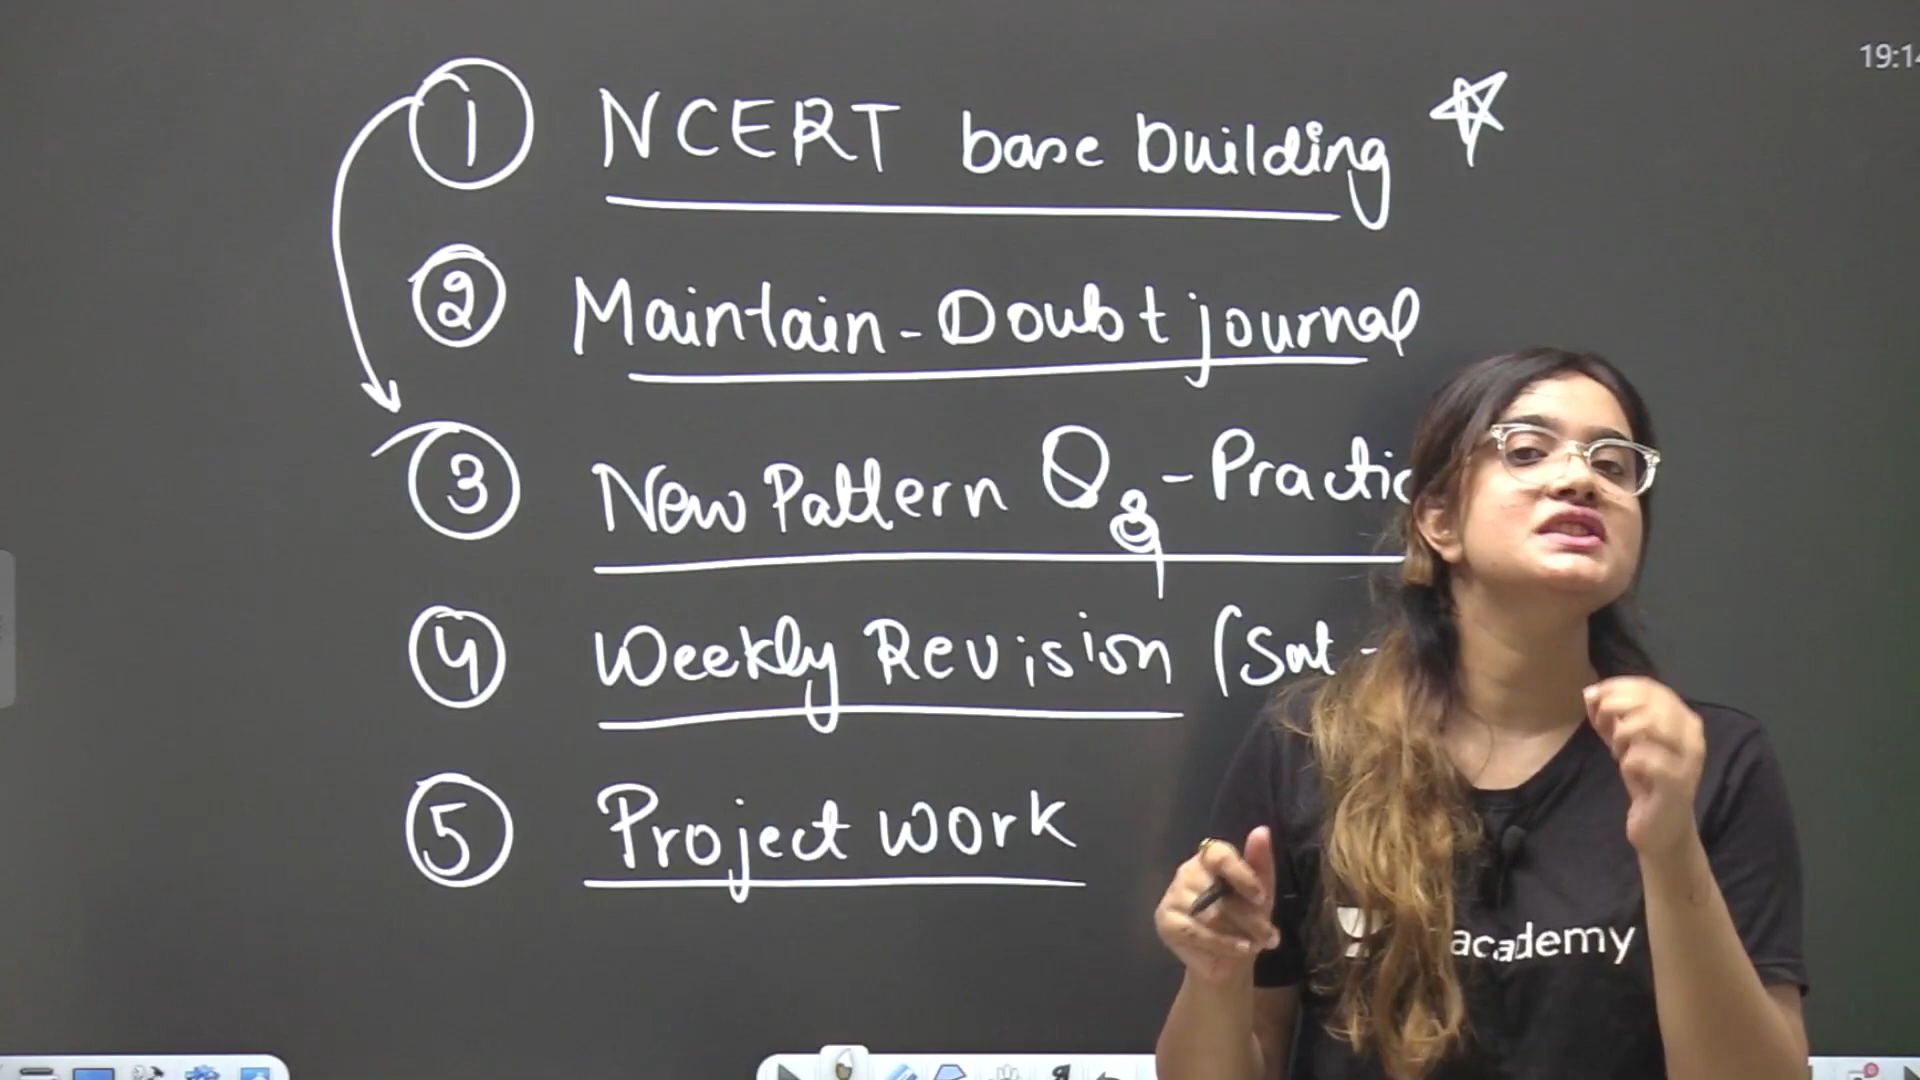 19:14
1 NCERT base building
2 Maintain - Doubt journal
3 New Pattern Qs - Practic
4 Weekly Revision (Sat -
5 Project work
academy